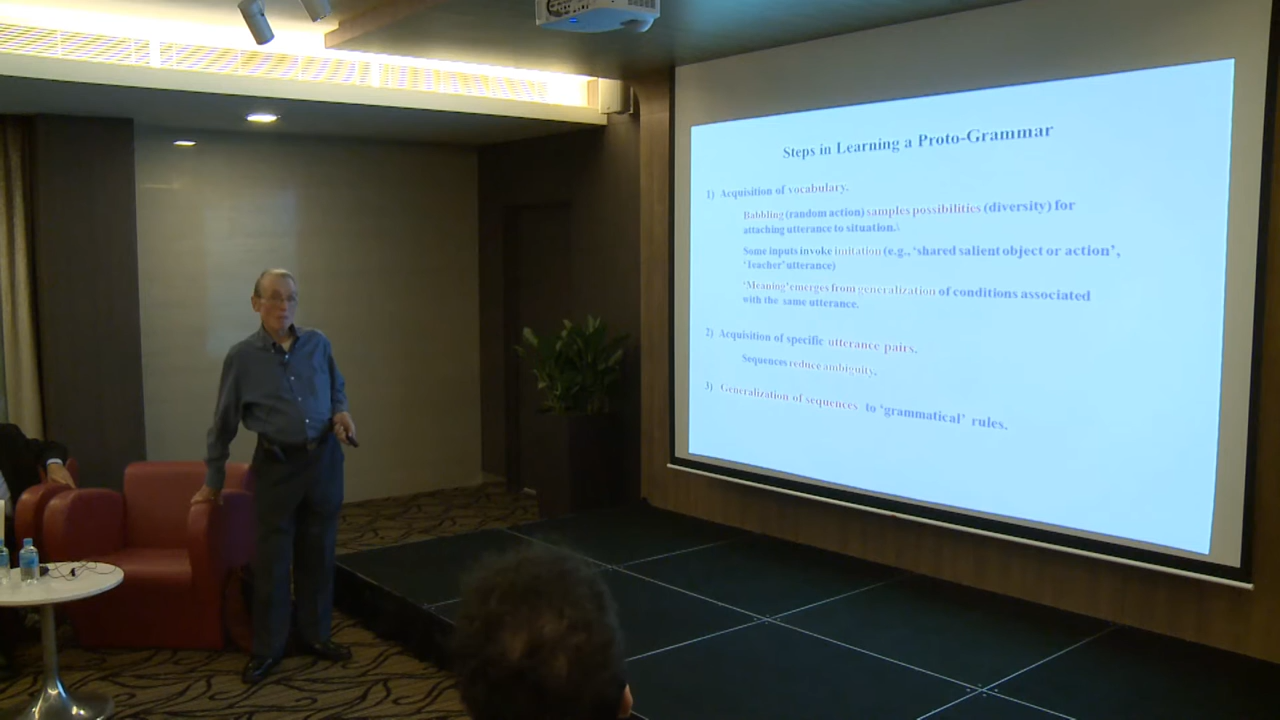 Steps in Learning a Proto-Grammar
1) Acquisition of vocabulary.
Babbling (random action) samples possibilities (diversity) for
attaching utterance to situation.\
Some inputs invoke imitation (e.g., ‘shared salient object or action’,
‘teacher’ utterance)
‘Meaning’ emerges from generalization of conditions associated
with the same utterance.
2) Acquisition of specific utterance pairs.
Sequences reduce ambiguity.
3) Generalization of sequences to ‘grammatical’ rules.